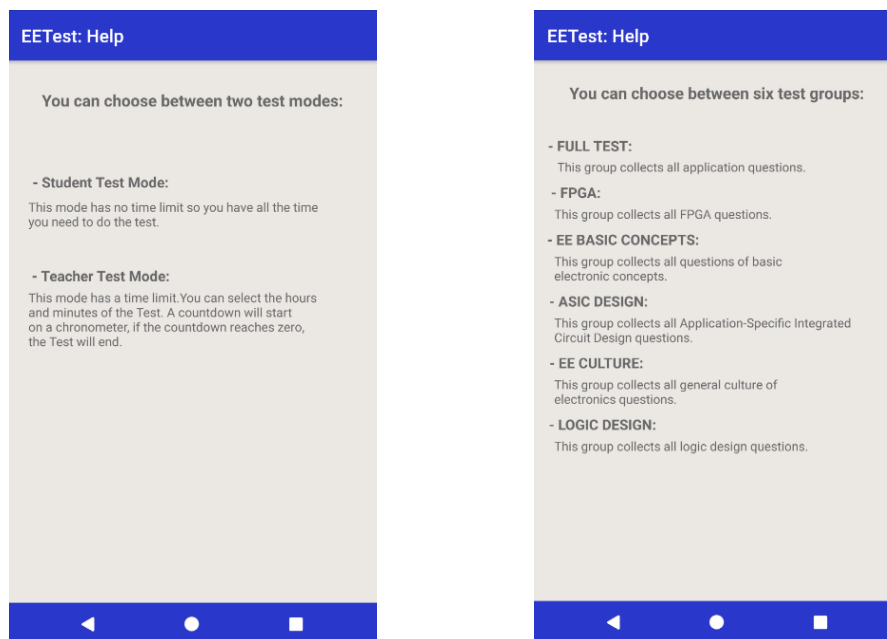 EETest: Help
You can choose between two test modes:
- Student Test Mode:
This mode has no time limit so you have all the time
you need to do the test.
- Teacher Test Mode:
This mode has a time limit.You can select the hours
and minutes of the Test. A countdown will start
on a chronometer, if the countdown reaches zero,
the Test will end.
EETest: Help
You can choose between six test groups:
- FULL TEST:
This group collects all application questions.
- FPGA:
This group collects all FPGA questions.
- EE BASIC CONCEPTS:
This group collects all questions of basic
electronic concepts.
- ASIC DESIGN:
This group collects all Application-Specific Integrated
Circuit Design questions.
- EE CULTURE:
This group collects all general culture of
electronics questions.
- LOGIC DESIGN:
This group collects all logic design questions.